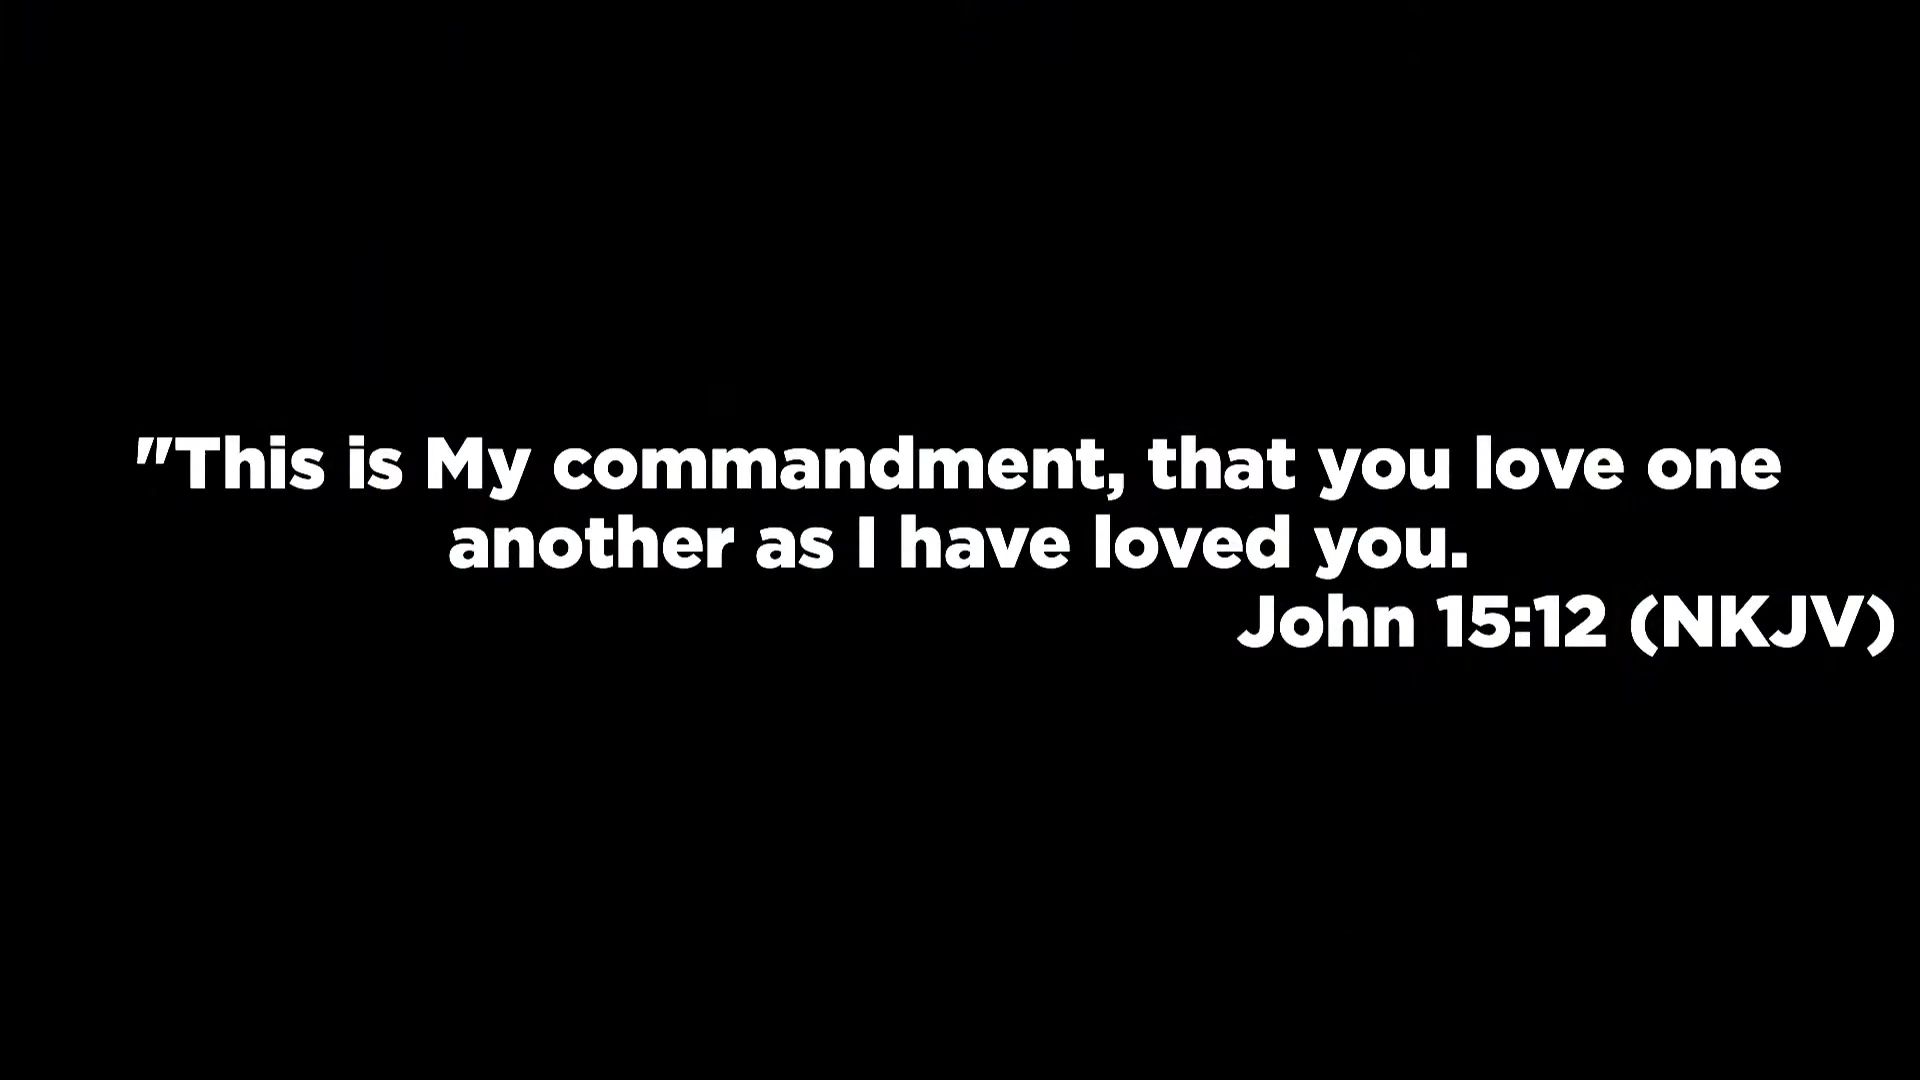 "This is My commandment, that you love one
another as I have loved you.
John 15:12 (NKJV)